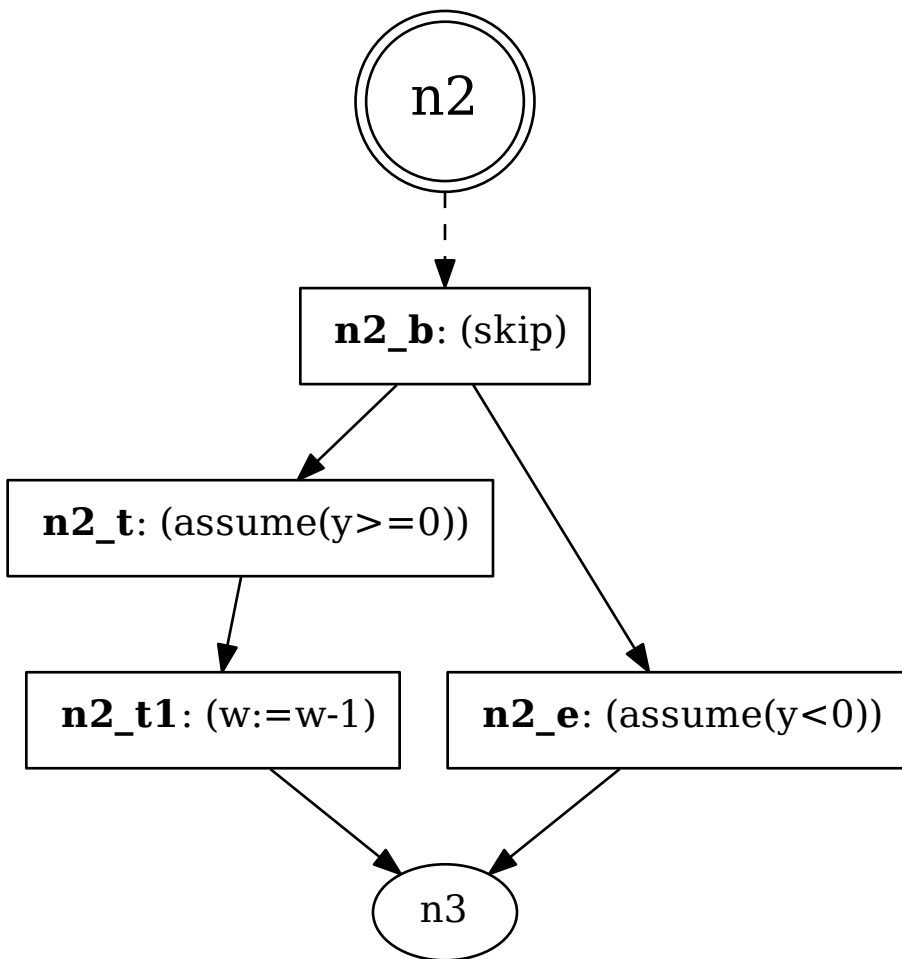 n2
n2_b: (skip)
n2_t: (assume(y>=0))
n2_t1: (w:=w-1)
n2_e: (assume(y<0))
n3